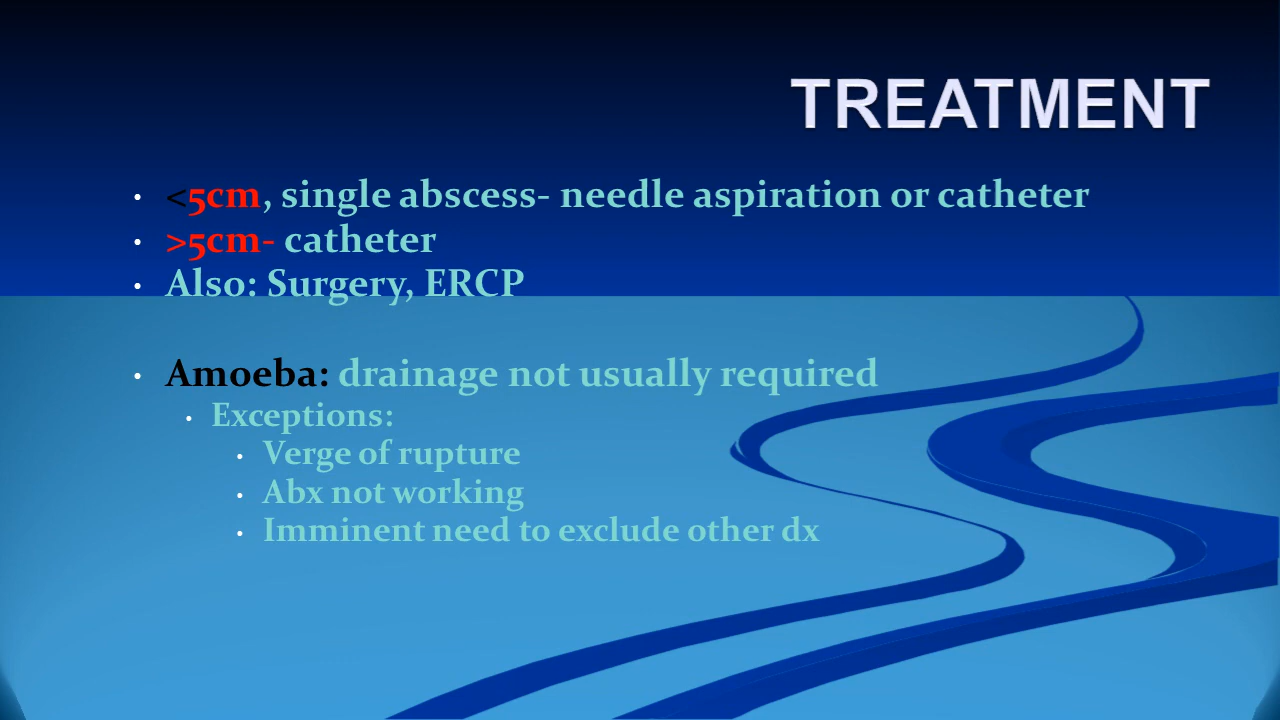 TREATMENT
• <5cm, single abscess- needle aspiration or catheter
• >5cm- catheter
• Also: Surgery, ERCP
• Amoeba: drainage not usually required
• Exceptions:
• Verge of rupture
• Abx not working
• Imminent need to exclude other dx